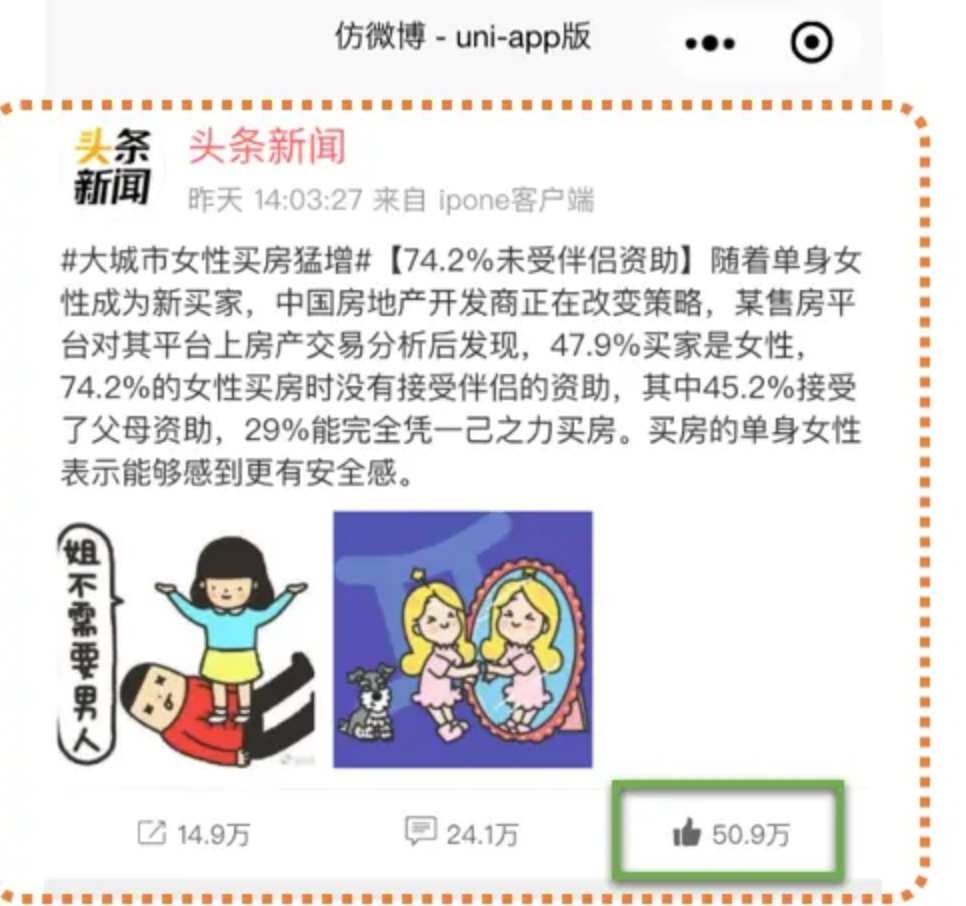 仿微博 - uni-app版
头条
新闻
头条新闻
昨天 14:03:27 来自 ipone客户端
#大城市女性买房猛增#【74.2%未受伴侣资助】随着单身女
性成为新买家，中国房地产开发商正在改变策略，某售房平
台对其平台上房产交易分析后发现，47.9%买家是女性，
74.2%的女性买房时没有接受伴侣的资助，其中45.2%接受
了父母资助，29%能完全凭一己之力买房。买房的单身女性
表示能够感到更有安全感。
姐不需要男人
14.9万
24.1万
50.9万